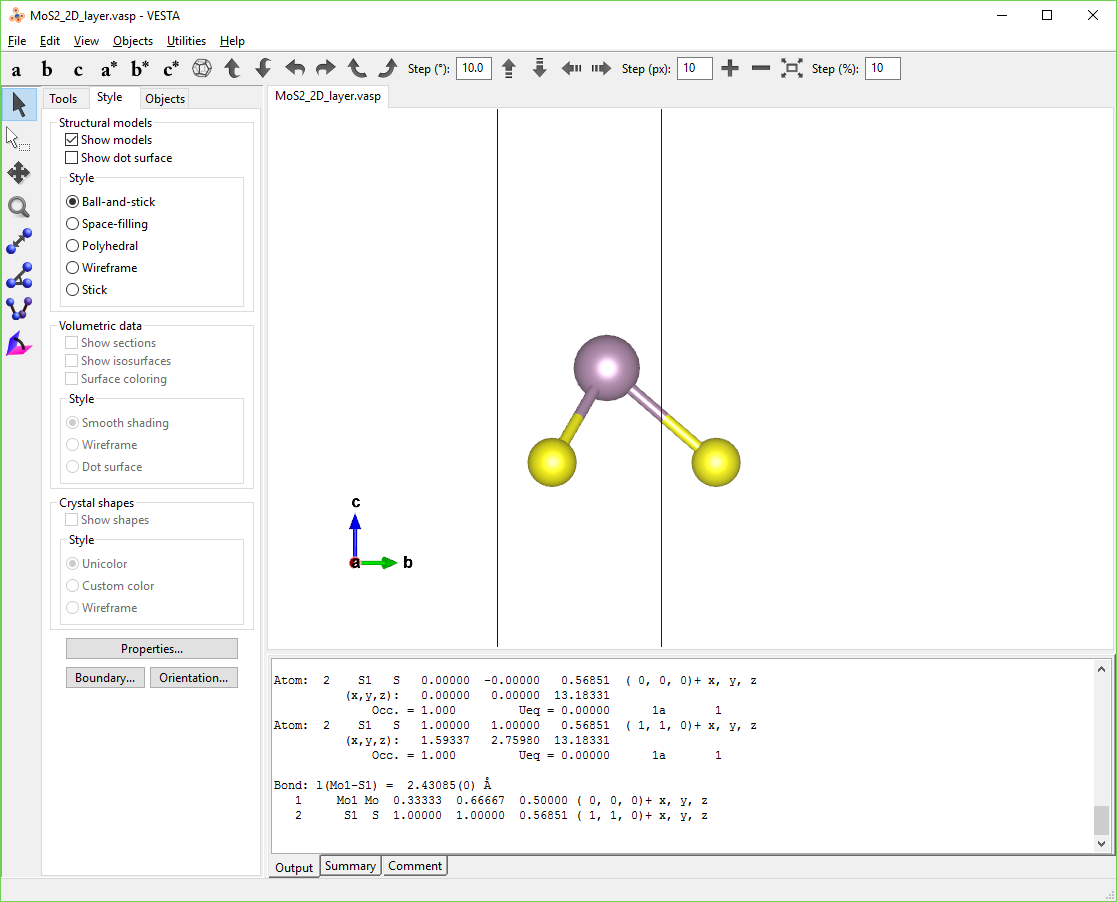 MoS2_2D_layer.vasp - VESTA
File Edit View Objects Utilities Help
a b c a* b* c* Step (°): 10.0 Step (px): 10 Step (%): 10
Tools Style Objects
MoS2_2D_layer.vasp
Structural models
Show models
Show dot surface
Style
Ball-and-stick
Space-filling
Polyhedral
Wireframe
Stick
Volumetric data
Show sections
Show isosurfaces
Surface coloring
Style
Smooth shading
Wireframe
Dot surface
Crystal shapes
Show shapes
Style
Unicolor
Custom color
Wireframe
Properties...
Boundary... Orientation...
c
a b
Atom: 2 S1 S 0.00000 -0.00000 0.56851 ( 0, 0, 0)+ x, y, z
(x,y,z): 0.00000 0.00000 13.18331
Occ. = 1.000 Ueq = 0.00000 1a 1
Atom: 2 S1 S 1.00000 1.00000 0.56851 ( 1, 1, 0)+ x, y, z
(x,y,z): 1.59337 2.75980 13.18331
Occ. = 1.000 Ueq = 0.00000 1a 1
Bond: l(Mo1-S1) = 2.43085(0) Å
1 Mo1 Mo 0.33333 0.66667 0.50000 ( 0, 0, 0)+ x, y, z
2 S1 S 1.00000 1.00000 0.56851 ( 1, 1, 0)+ x, y, z
Output Summary Comment